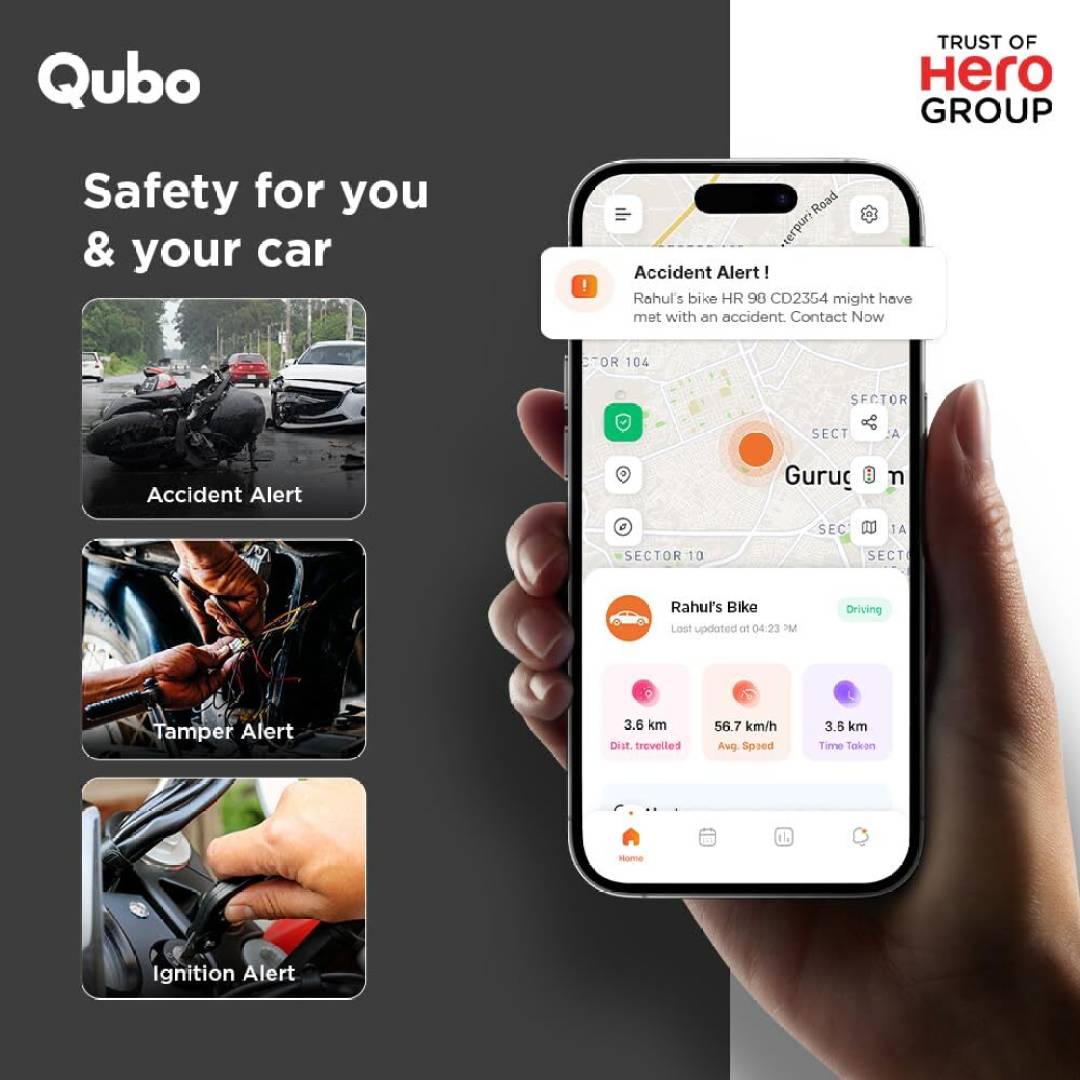 Qubo
TRUST OF
Hero
GROUP
Safety for you
& your car
Accident Alert
Tamper Alert
Ignition Alert
Road
Accident Alert !
Rahul's bike HR 98 CD2354 might have
met with an accident. Contact Now
SECTOR
SECTOR 10
Rahul's Bike
Driving
Last updated at 04:23 PM
3.6 km
56.7 km/h
3.6 km
Dist. travelled
Avg. Speed
Time Taken
Home